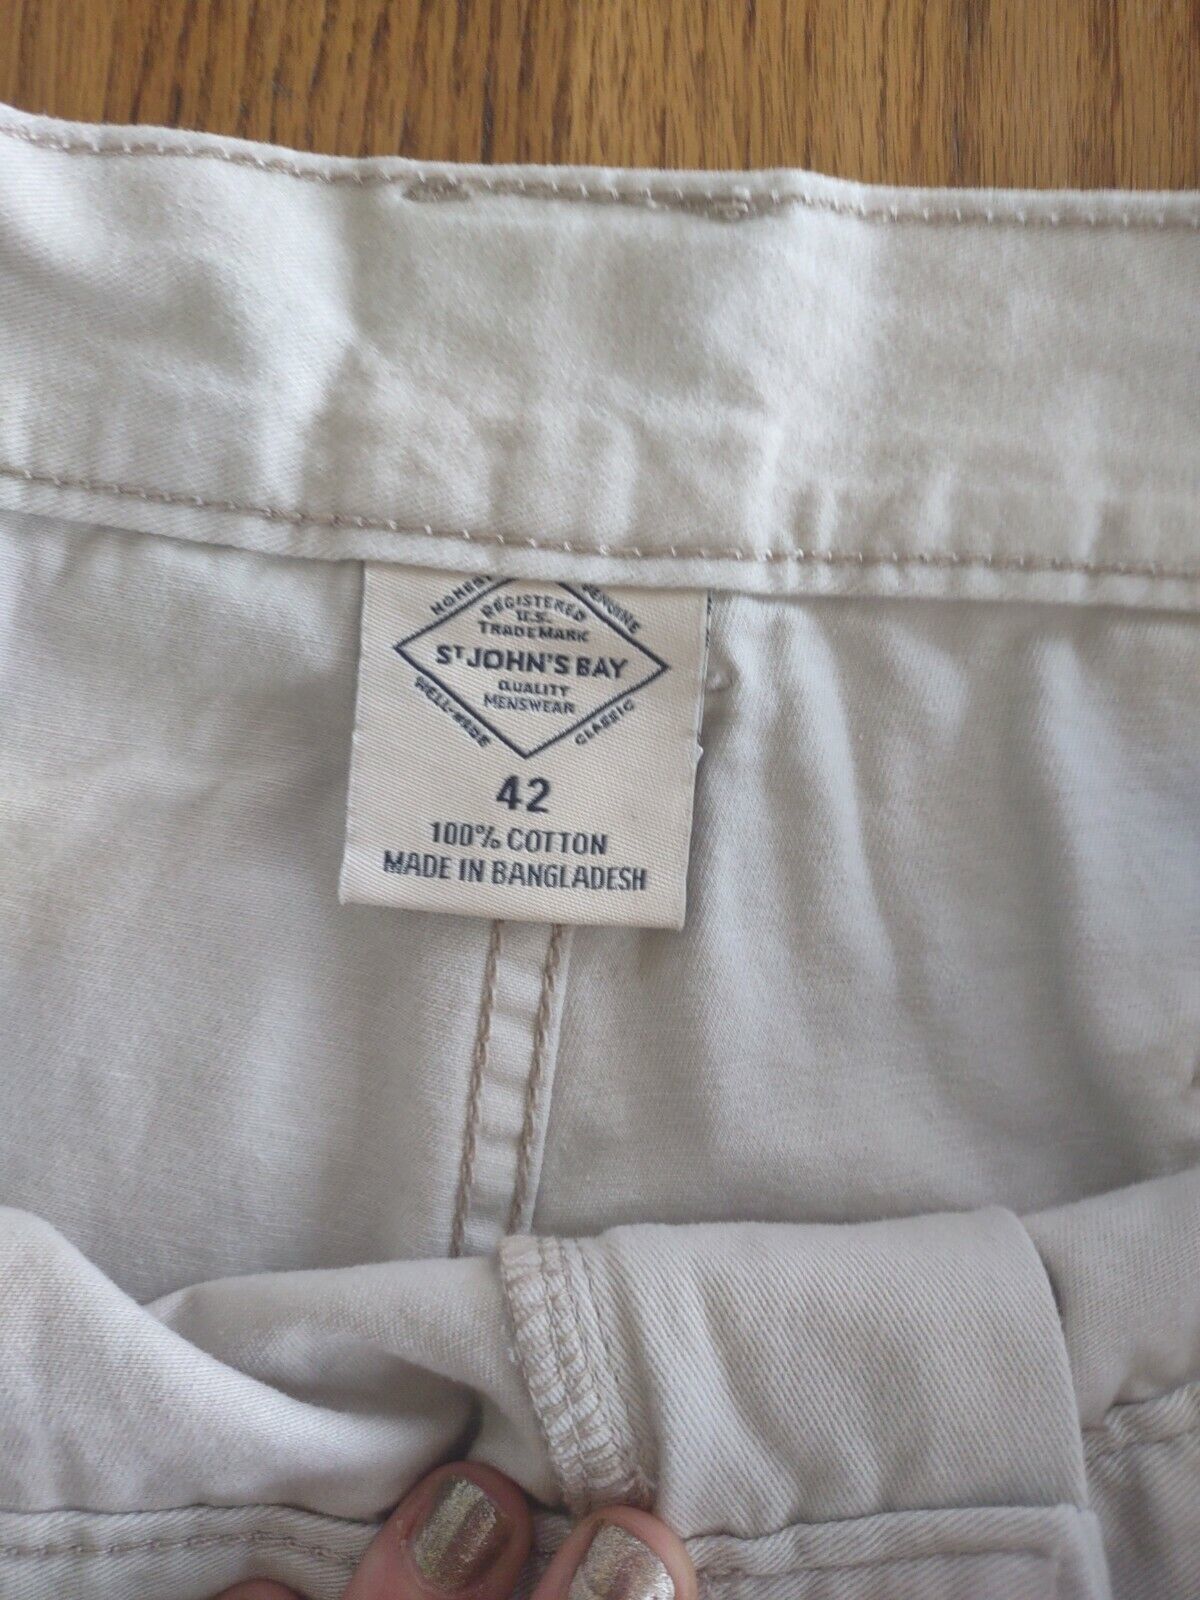 HONEST
GENUINE
REGISTERED
U.S.
TRADEMARK
ST JOHN'S BAY
QUALITY
MENSWEAR
WELL-MADE
CLASSIC
42
100% COTTON
MADE IN BANGLADESH